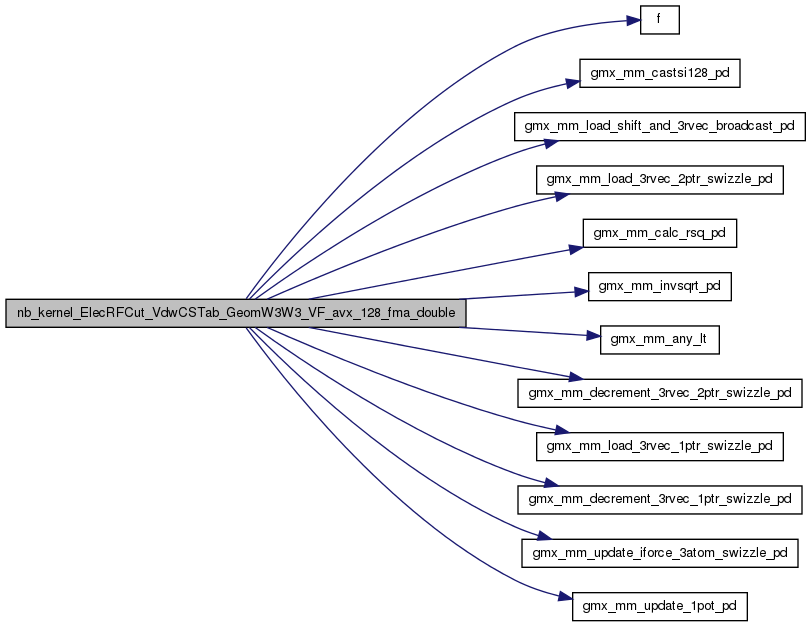 f
gmx_mm_castsi128_pd
gmx_mm_load_shift_and_3rvec_broadcast_pd
gmx_mm_load_3rvec_2ptr_swizzle_pd
gmx_mm_calc_rsq_pd
gmx_mm_invsqrt_pd
nb_kernel_ElecRFCut_VdwCSTab_GeomW3W3_VF_avx_128_fma_double
gmx_mm_any_lt
gmx_mm_decrement_3rvec_2ptr_swizzle_pd
gmx_mm_load_3rvec_1ptr_swizzle_pd
gmx_mm_decrement_3rvec_1ptr_swizzle_pd
gmx_mm_update_iforce_3atom_swizzle_pd
gmx_mm_update_1pot_pd